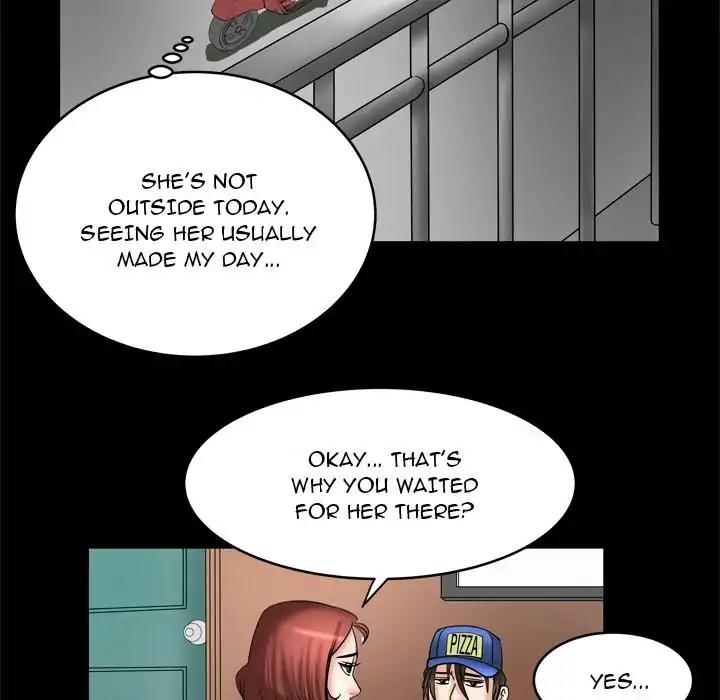 SHE'S NOT
OUTSIDE TODAY.
SEEING HER USUALLY
MADE MY DAY...
OKAY... THAT'S
WHY YOU WAITED
FOR HER THERE?
PIZZA
YES...